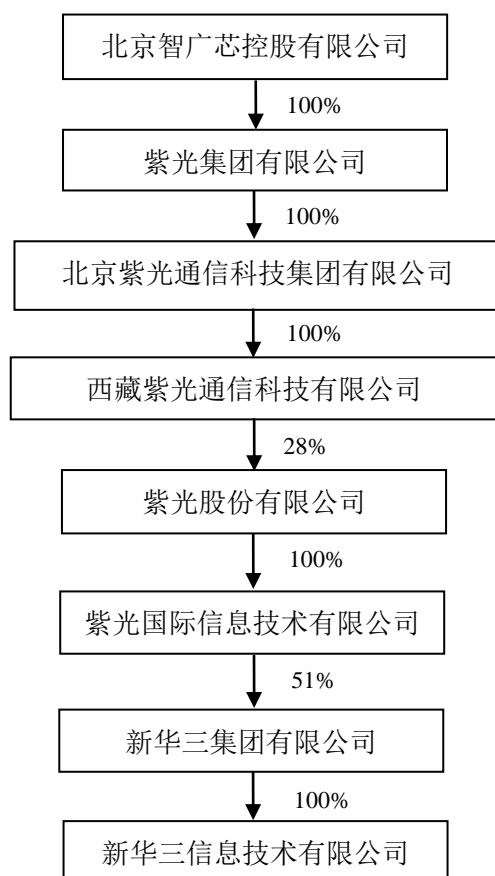 北京智广芯控股有限公司
100%
紫光集团有限公司
100%
北京紫光通信科技集团有限公司
100%
西藏紫光通信科技有限公司
28%
紫光股份有限公司
100%
紫光国际信息技术有限公司
51%
新华三集团有限公司
100%
新华三信息技术有限公司